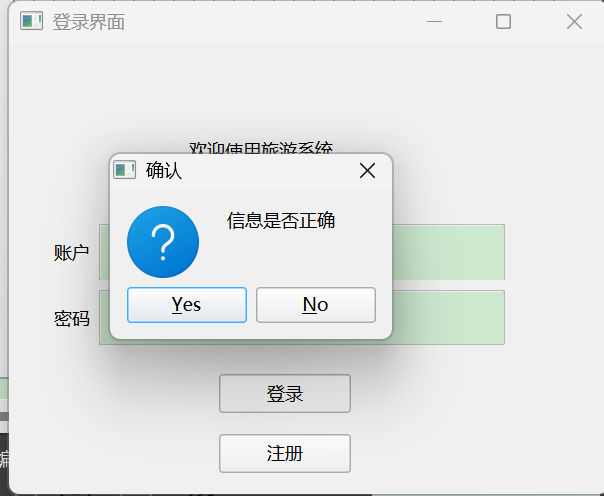 登录界面
欢迎使用旅游系统
确认
信息是否正确
账户
Yes
No
密码
登录
注册